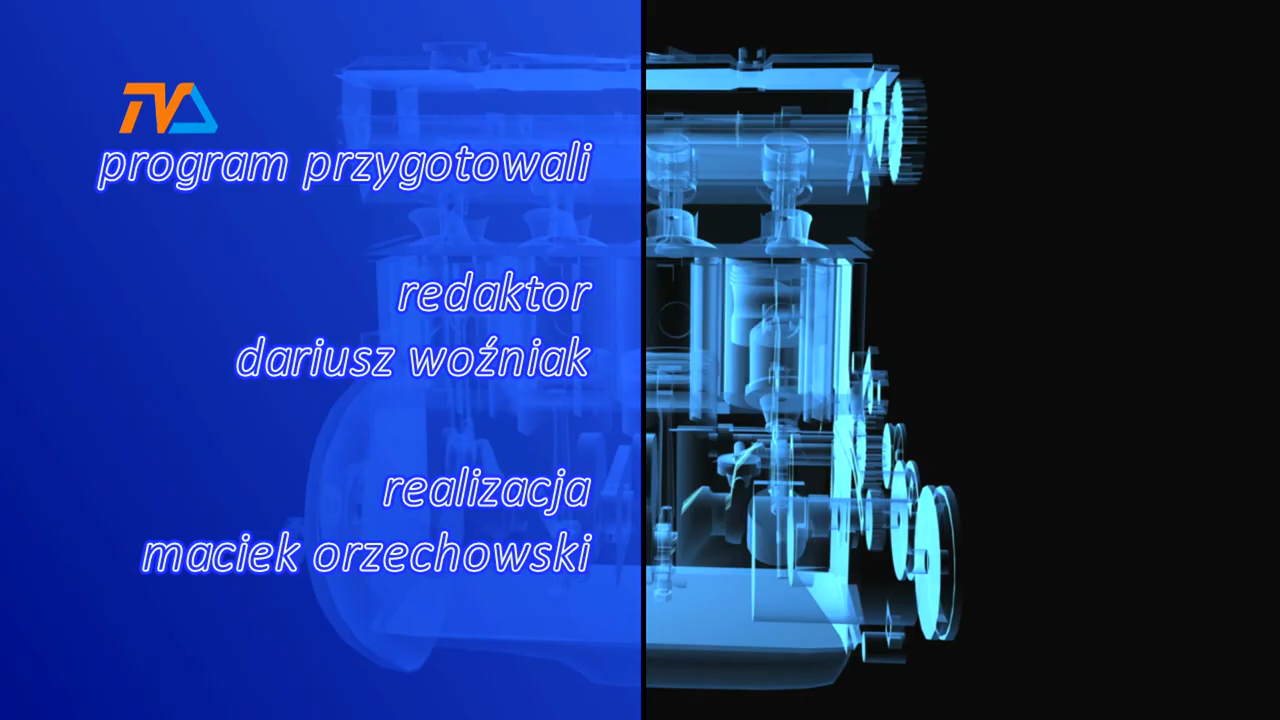 TVA
program przygotowali
redaktor
dariusz woźniak
realizacja
maciek orzechowski